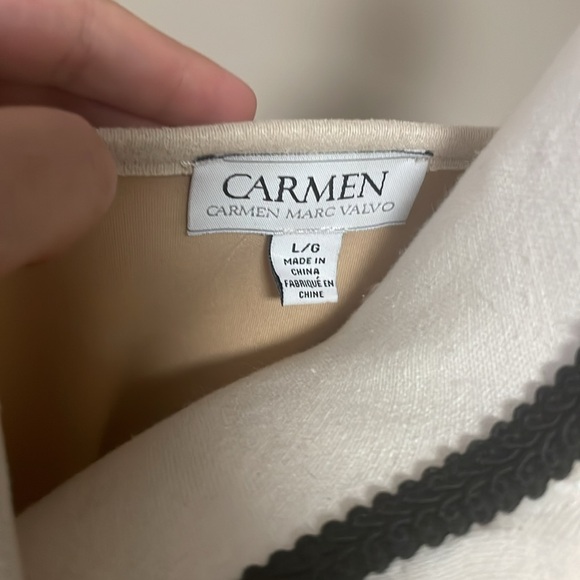 CARMEN
CARMEN MARC VALVO
L/G
MADE IN
CHINA
FABRIQUÉ EN
CHINE